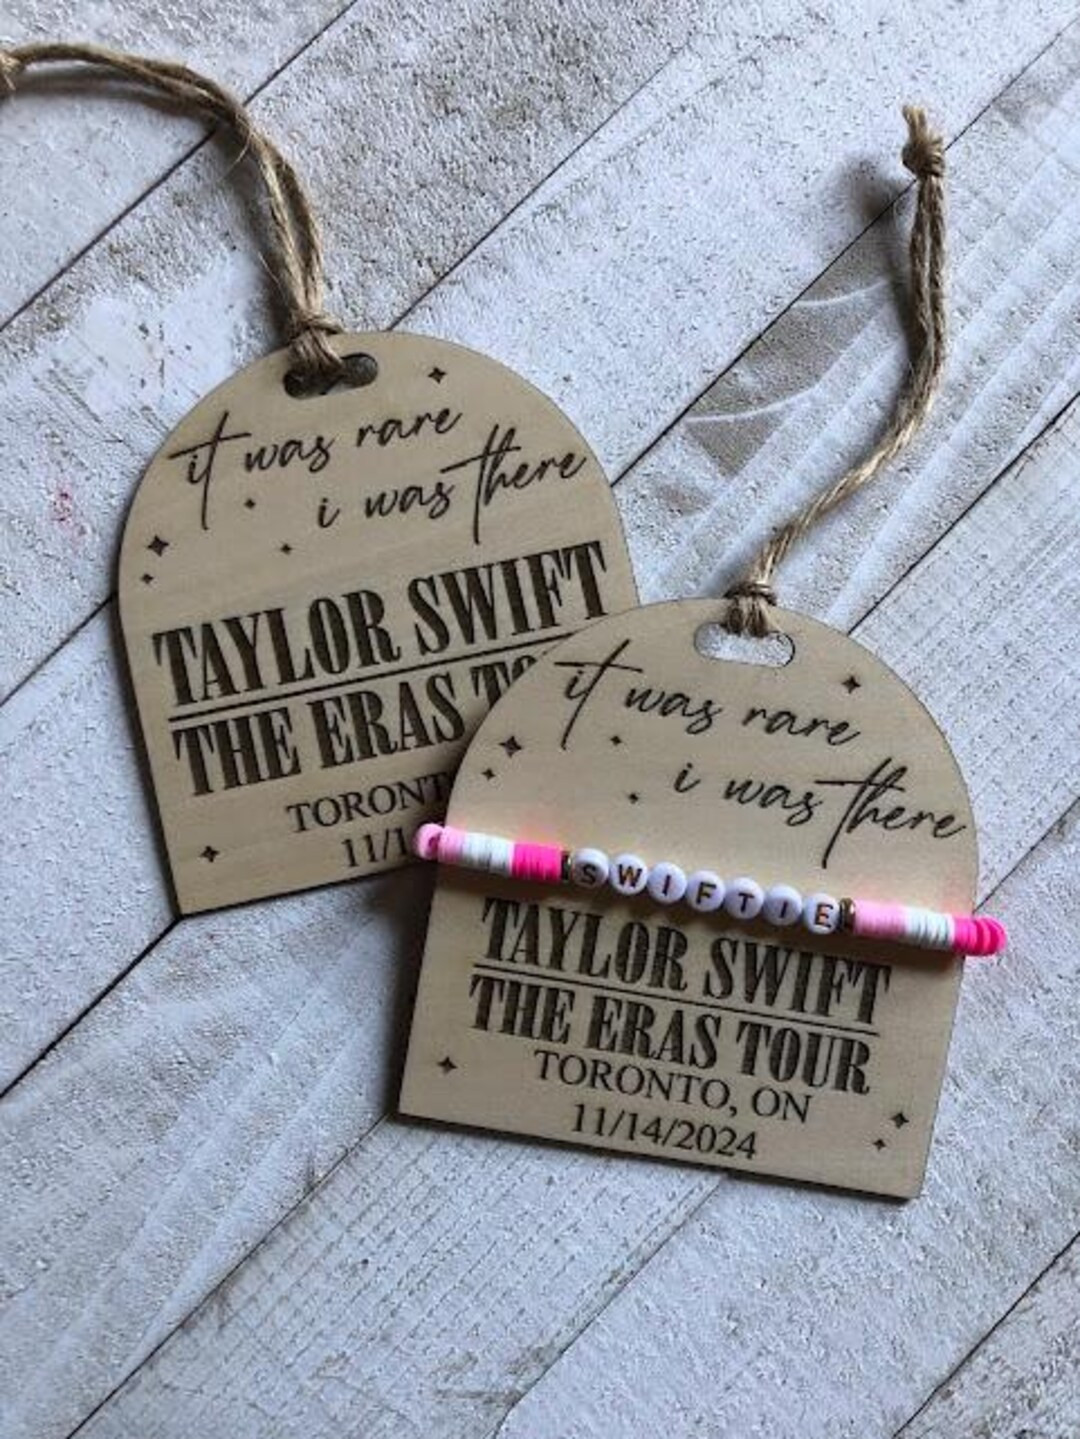 it was rare
i was there
TAYLOR SWIFT
THE ERAS
TORONT
11/1
it was rare
i was there
SWIFTIE
TAYLOR SWIFT
THE ERAS TOUR
TORONTO, ON
11/14/2024